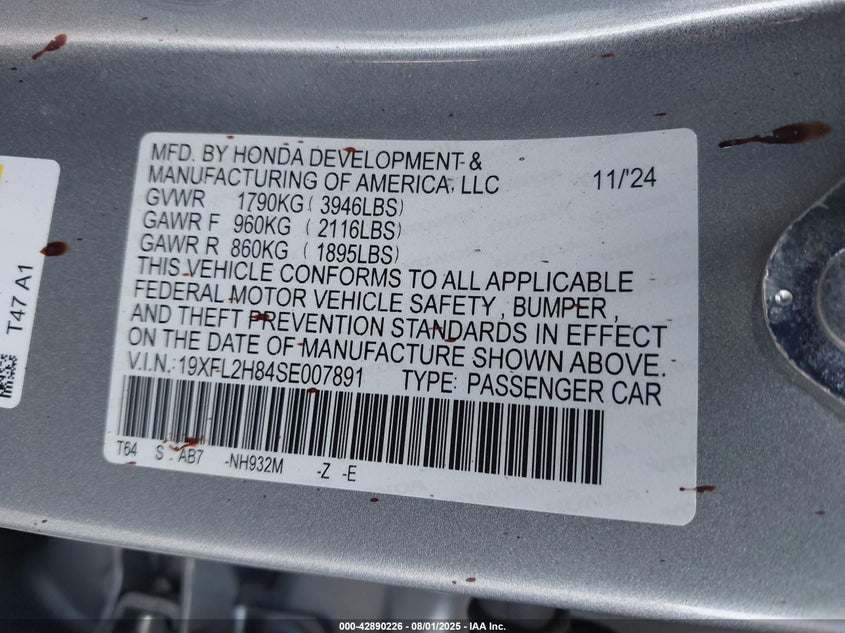 MFD. BY HONDA DEVELOPMENT &
MANUFACTURING OF AMERICA, LLC 11/'24
GVWR 1790KG ( 3946LBS)
GAWR F 960KG ( 2116LBS)
GAWR R 860KG ( 1895LBS)
THIS VEHICLE CONFORMS TO ALL APPLICABLE
FEDERAL MOTOR VEHICLE SAFETY , BUMPER ,
AND THEFT PREVENTION STANDARDS IN EFFECT
ON THE DATE OF MANUFACTURE SHOWN ABOVE.
V.I.N.: 19XFL2H84SE007891 TYPE: PASSENGER CAR
T64 S AB7 -NH932M -Z -E
T47 A1
000-42890226 - 08/01/2025 - IAA Inc.